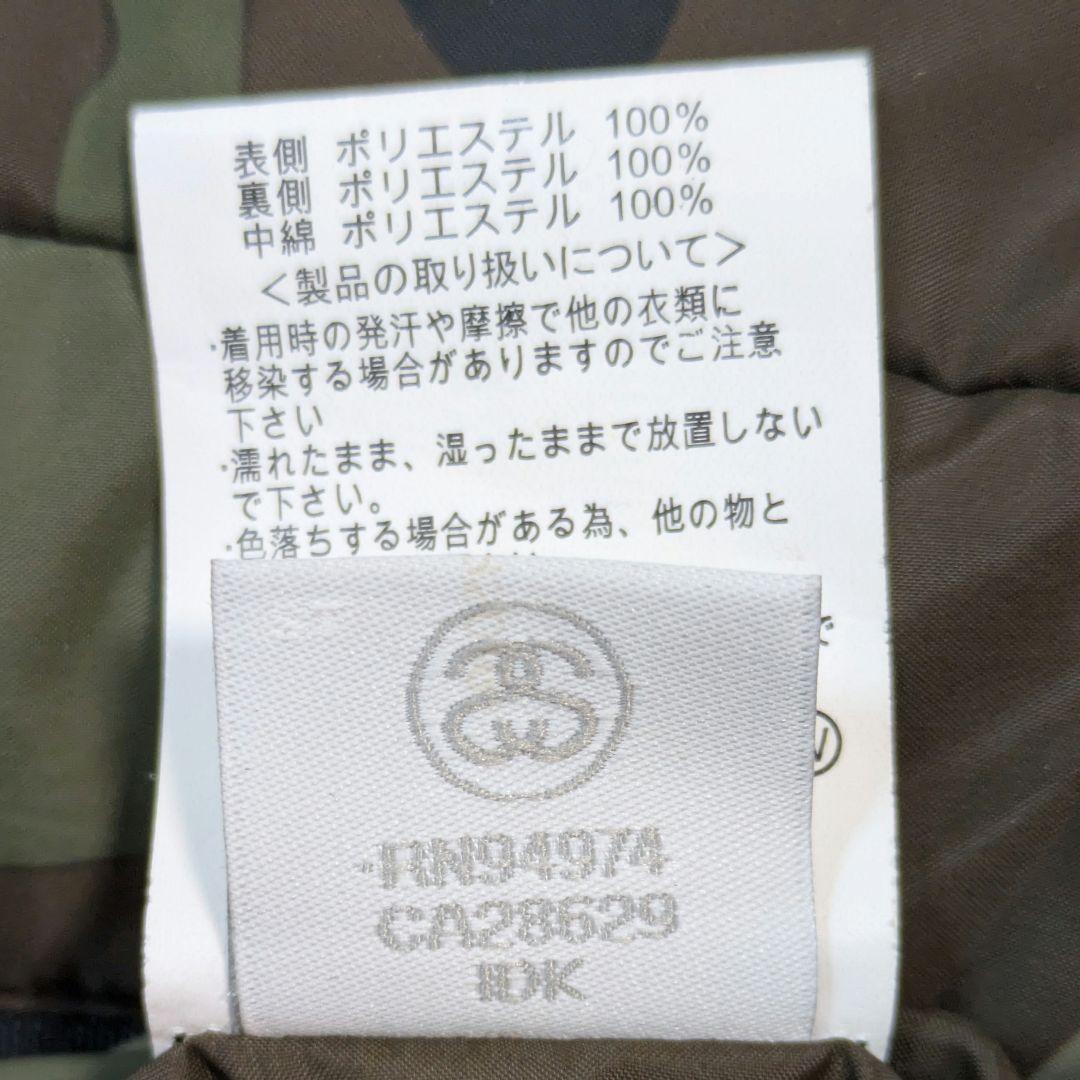 表側 ポリエステル 100%
裏側 ポリエステル 100%
中綿 ポリエステル 100%
<製品の取り扱いについて>
・着用時の発汗や摩擦で他の衣類に
移染する場合がありますのでご注意
下さい
・濡れたまま、湿ったままで放置しない
で下さい。
・色落ちする場合がある為、他の物と
で
W
RN94974
CA28629
IDK